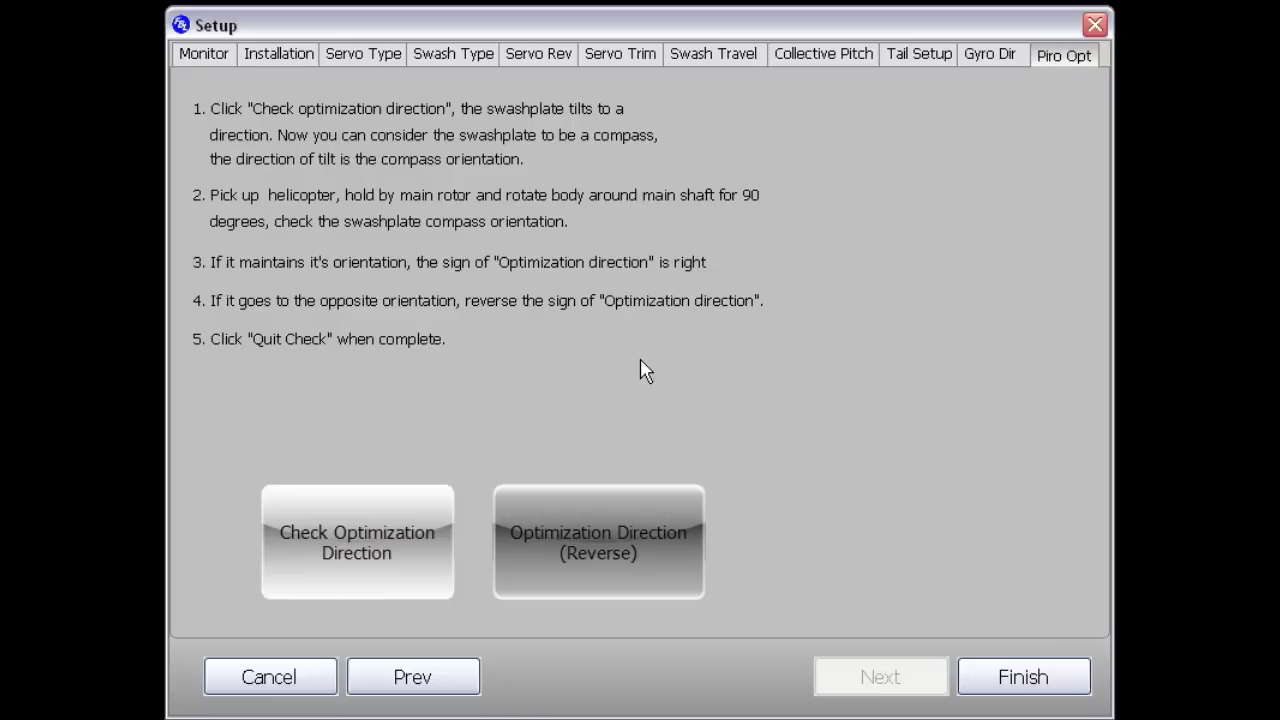 FBL Setup
Monitor Installation Servo Type Swash Type Servo Rev Servo Trim Swash Travel Collective Pitch Tail Setup Gyro Dir Piro Opt
1. Click "Check optimization direction", the swashplate tilts to a
direction. Now you can consider the swashplate to be a compass,
the direction of tilt is the compass orientation.
2. Pick up helicopter, hold by main rotor and rotate body around main shaft for 90
degrees, check the swashplate compass orientation.
3. If it maintains it's orientation, the sign of "Optimization direction" is right
4. If it goes to the opposite orientation, reverse the sign of "Optimization direction".
5. Click "Quit Check" when complete.
Check Optimization
Direction
Optimization Direction
(Reverse)
Cancel Prev Next Finish